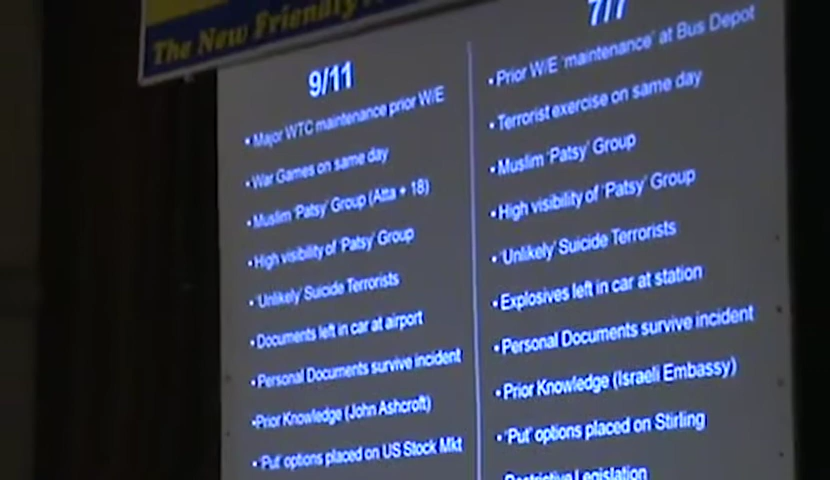 The New Friendly
9/11
• Major WTC maintenance prior W/E
• War Games on same day
• Muslim 'Patsy' Group (Atta + 18)
• High visibility of 'Patsy' Group
• 'Unlikely' Suicide Terrorists
• Documents left in car at airport
• Personal Documents survive incident
•Prior Knowledge (John Ashcroft)
• 'Put' options placed on US Stock Mkt
7/7
• Prior W/E 'maintenance' at Bus Depot
• Terrorist exercise on same day
• Muslim 'Patsy' Group
• High visibility of 'Patsy' Group
• 'Unlikely' Suicide Terrorists
• Explosives left in car at station
• Personal Documents survive incident
• Prior Knowledge (Israeli Embassy)
• 'Put' options placed on Stirling
Restrictive Legislation